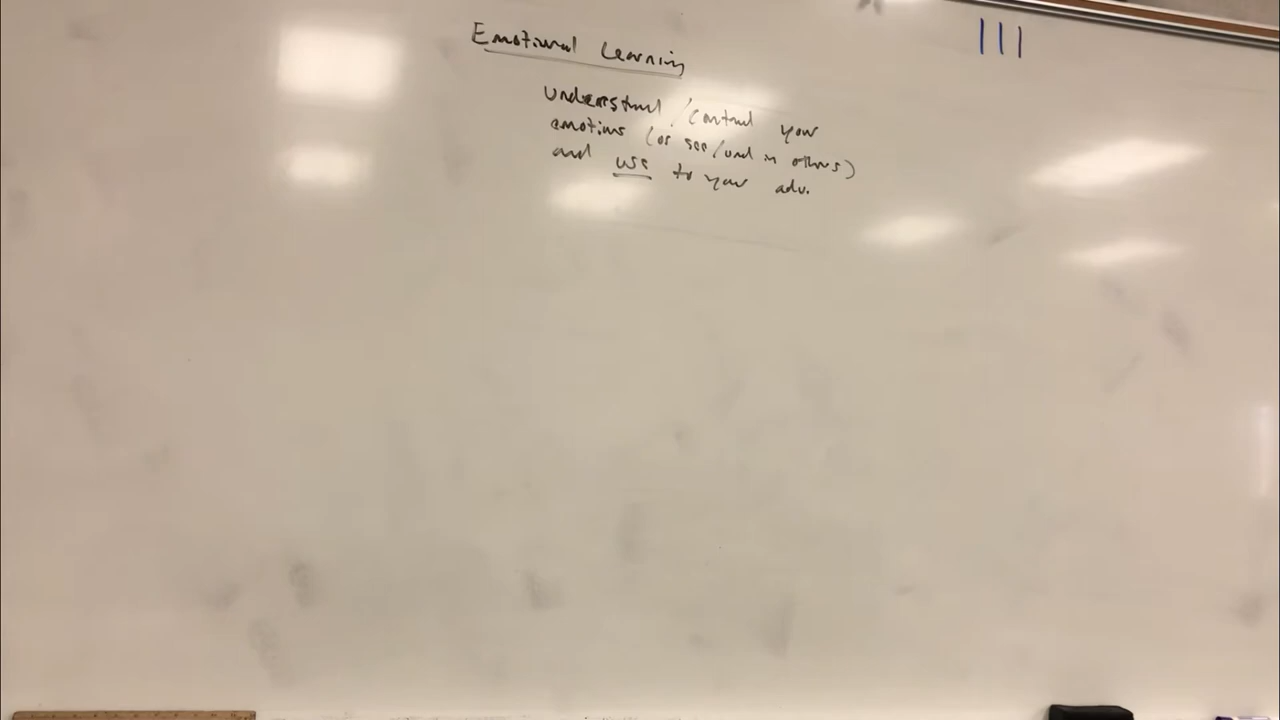 Emotional Learning
|||
Understand / control your
emotions (or see/und in others)
and use to your adv.